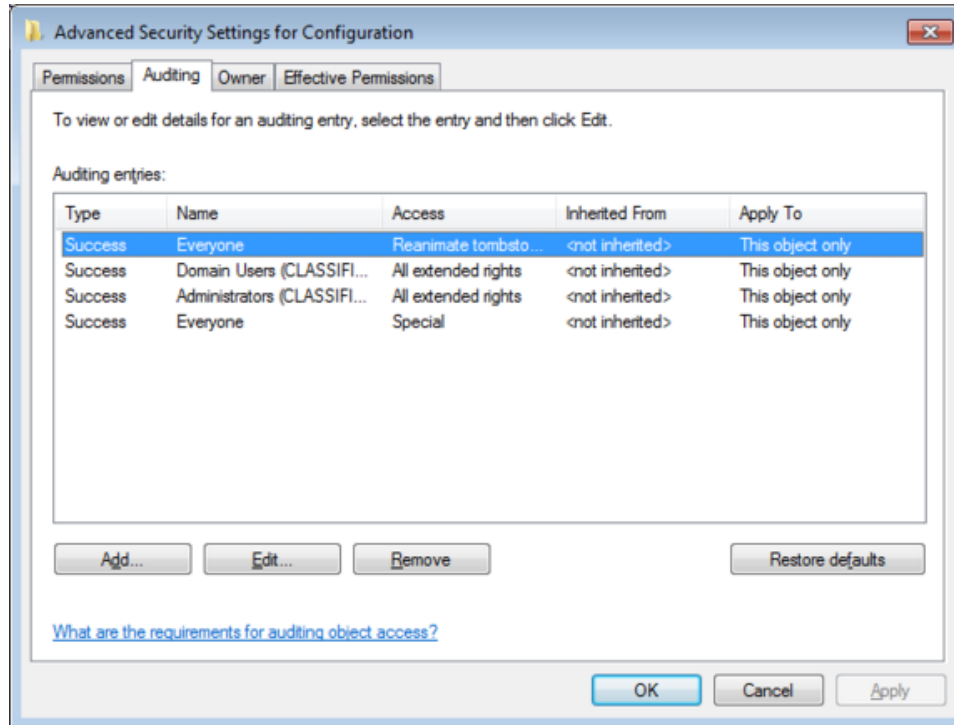 Advanced Security Settings for Configuration
Permissions Auditing Owner Effective Permissions
To view or edit details for an auditing entry, select the entry and then click Edit.
Auditing entries:
Type Name Access Inherited From Apply To
Success Everyone Reanimate tombsto... <not inherited> This object only
Success Domain Users (CLASSIFI... All extended rights <not inherited> This object only
Success Administrators (CLASSIFI... All extended rights <not inherited> This object only
Success Everyone Special <not inherited> This object only
Add... Edit... Remove Restore defaults
What are the requirements for auditing object access?
OK Cancel Apply